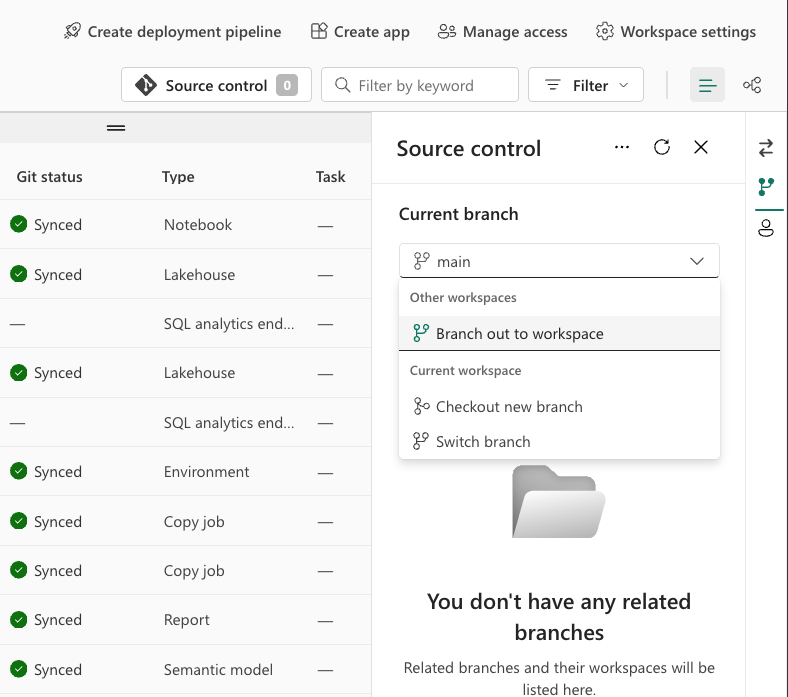 Create deployment pipeline Create app Manage access Workspace settings
Source control 0 Filter by keyword Filter
Git status Type Task
Synced Notebook —
Synced Lakehouse —
— SQL analytics end... —
Synced Lakehouse —
— SQL analytics end... —
Synced Environment —
Synced Copy job —
Synced Copy job —
Synced Report —
Synced Semantic model —
Source control
Current branch
main
Other workspaces
Branch out to workspace
Current workspace
Checkout new branch
Switch branch
You don't have any related
branches
Related branches and their workspaces will be
listed here.